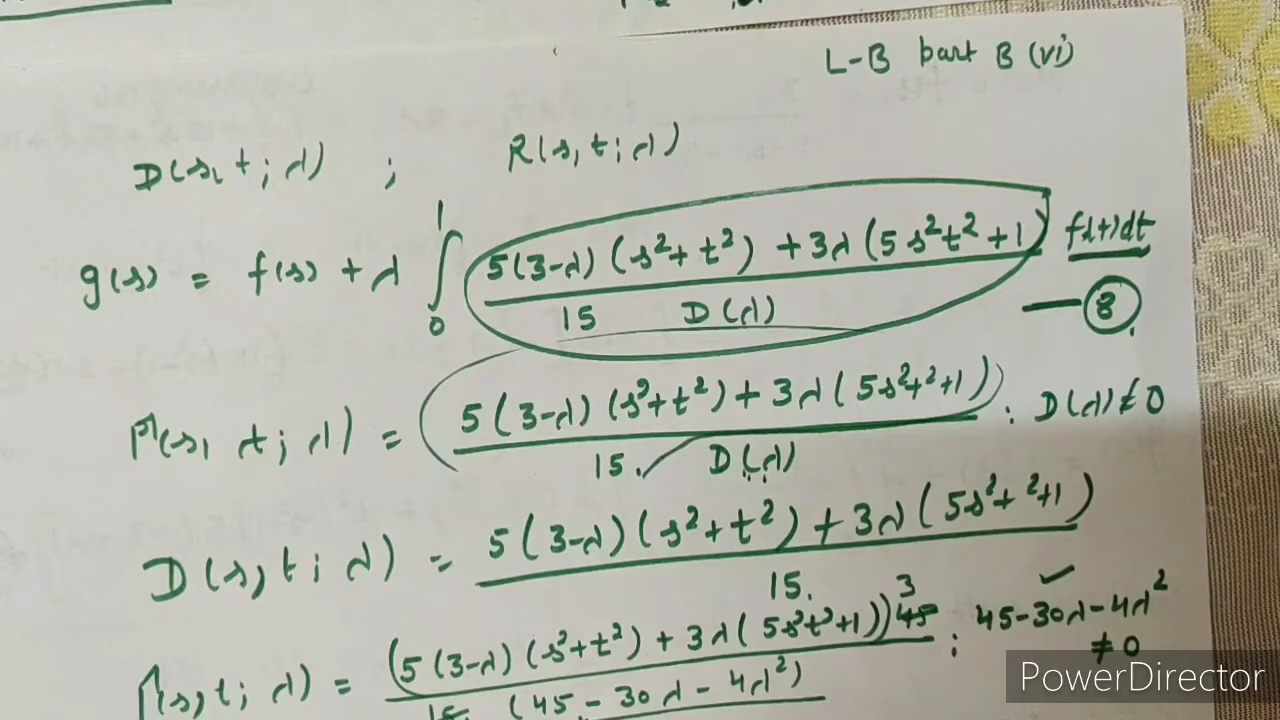 L-B part B (vi)
D(s, t; λ) ; R(s, t; λ)
g(s) = f(s) + λ ∫₀¹ 5(3-λ)(s²+t²) + 3λ(5s²t²+1) / 15 D(λ) f(t)dt — ⑧
Γ(s, t; λ) = (5(3-λ)(s²+t²) + 3λ(5s²t²+1)) / 15. D(λ) : D(λ) ≠ 0
D(s, t; λ) = 5(3-λ)(s²+t²) + 3λ(5s²t²+1) / 15.
Γ(s, t; λ) = (5(3-λ)(s²+t²) + 3λ(5s²t²+1)) 45 3 / 15 (45-30λ-4λ²) ; 45-30λ-4λ² ≠ 0
PowerDirector